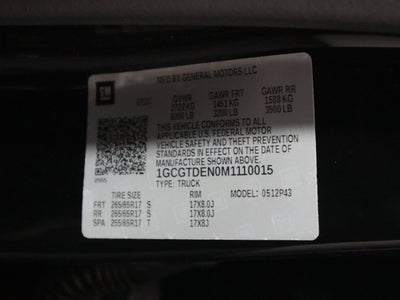 GM
MFD BY GENERAL MOTORS LLC
GVWR GAWR FRT GAWR RR
2722 KG 1451 KG 1588 KG
6000 LB 3200 LB 3500 LB
THIS VEHICLE CONFORMS TO ALL
APPLICABLE U.S. FEDERAL MOTOR
VEHICLE SAFETY AND THEFT PREVENTION
STANDARDS IN EFFECT ON THE DATE OF
MANUFACTURE SHOWN ABOVE.
1GCGTDEN0M1110015
TYPE: TRUCK MODEL: 0512P43
TIRE SIZE RIM
FRT 265/65R17 S 17X8.0J
RR 265/65R17 S 17X8.0J
SPA 255/65R17 T 17X8J